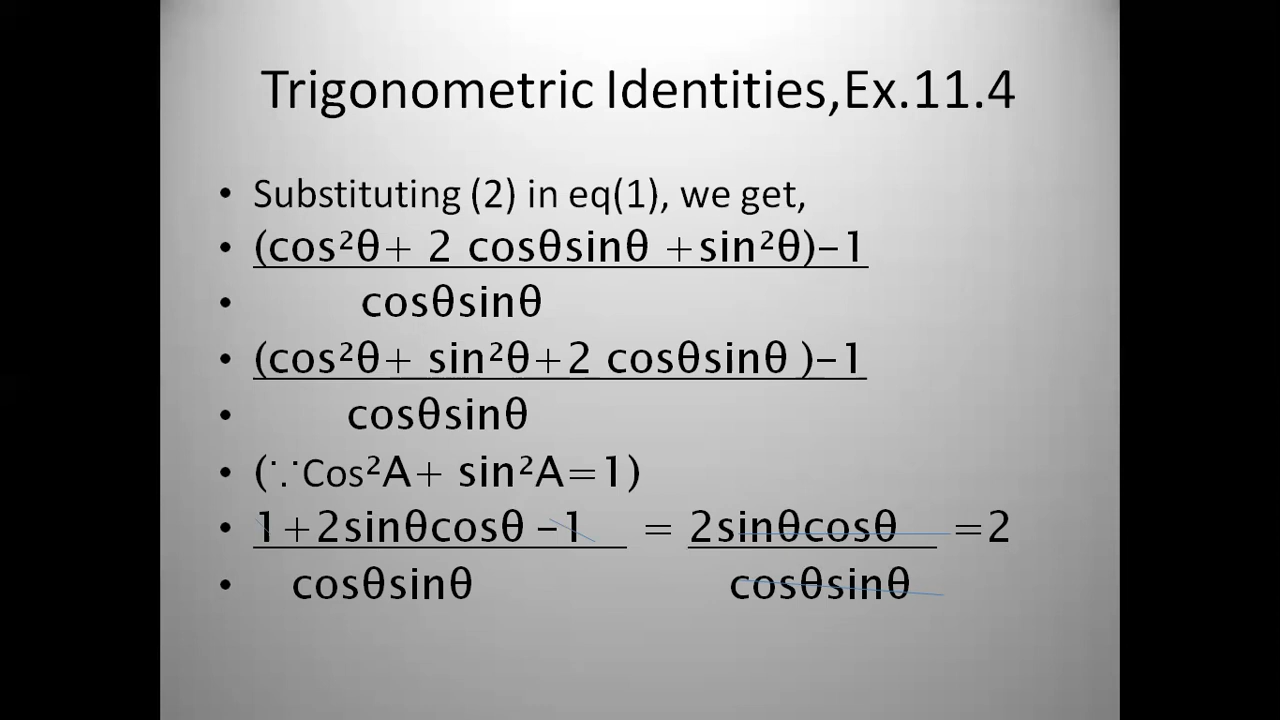 Trigonometric Identities,Ex.11.4
• Substituting (2) in eq(1), we get,
• (cos²θ+ 2 cosθsinθ +sin²θ)–1
• cosθsinθ
• (cos²θ+ sin²θ+2 cosθsinθ )–1
• cosθsinθ
• (∵Cos²A+ sin²A=1)
• 1+2sinθcosθ –1 = 2sinθcosθ =2
• cosθsinθ cosθsinθ